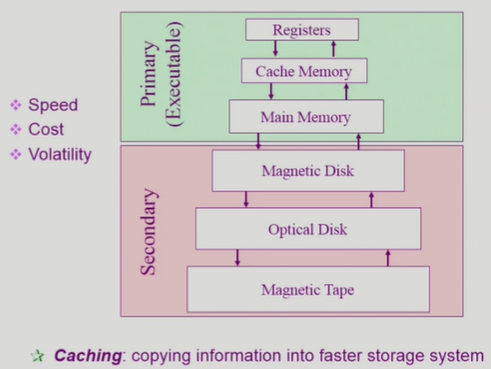 Speed
Cost
Volatility
Primary
(Executable)
Registers
Cache Memory
Main Memory
Secondary
Magnetic Disk
Optical Disk
Magnetic Tape
Caching: copying information into faster storage system